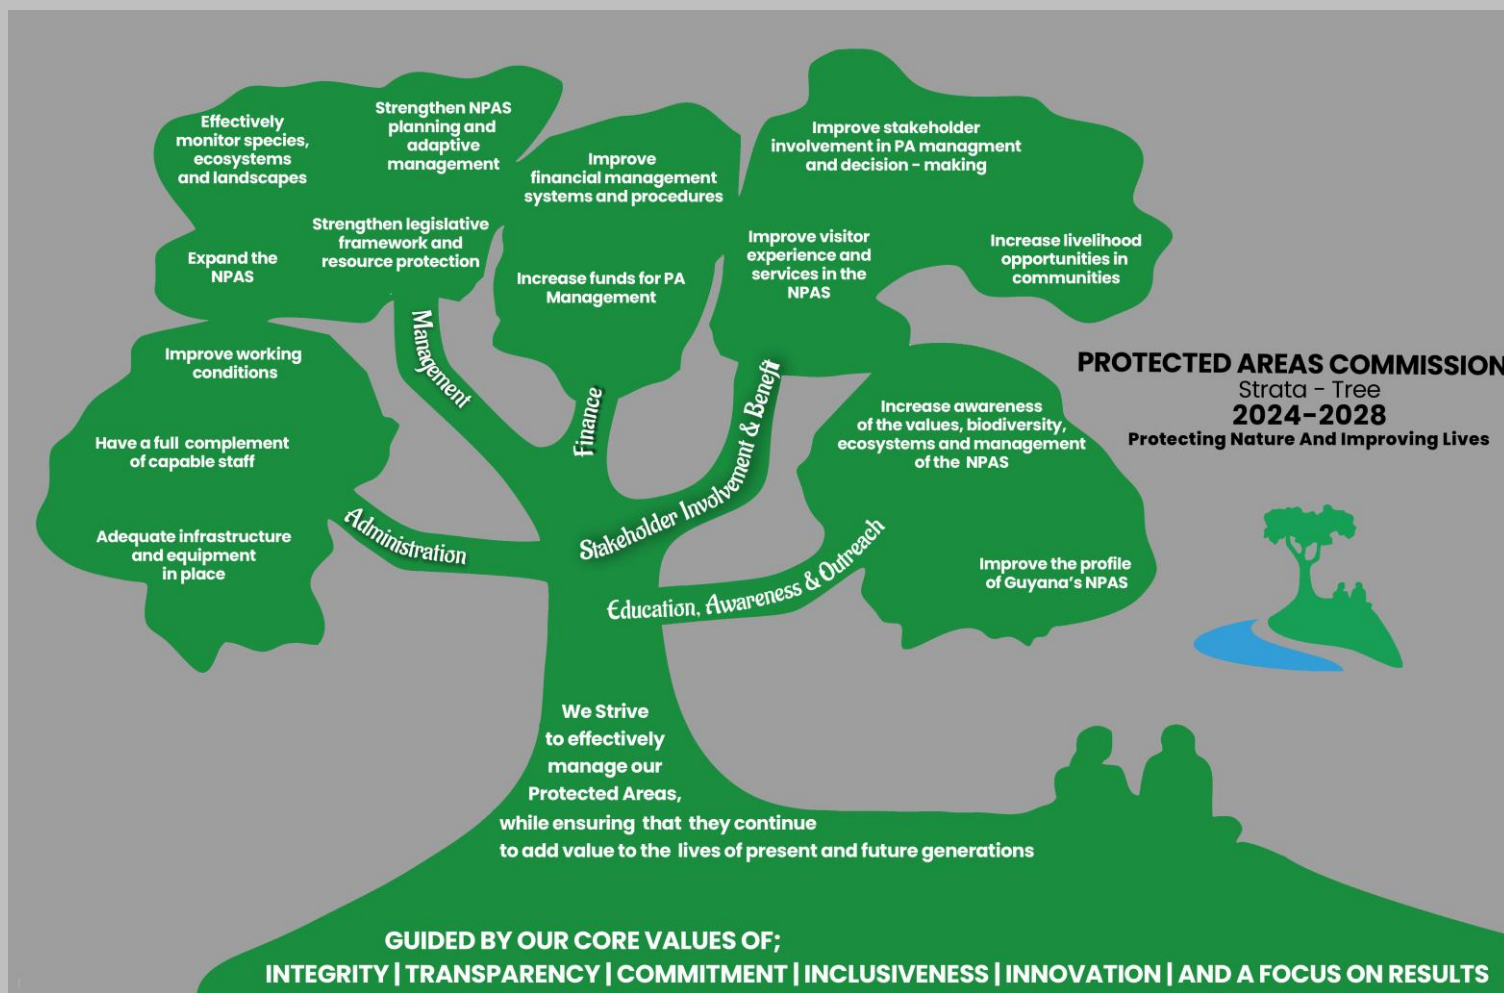 Effectively
monitor species,
ecosystems
and landscapes
Strengthen NPAS
planning and
adaptive
management
Expand the
NPAS
Strengthen legislative
framework and
resource protection
Management
Improve
financial management
systems and procedures
Increase funds for PA
Management
Finance
Improve stakeholder
involvement in PA managment
and decision - making
Improve visitor
experience and
services in the
NPAS
Increase livelihood
opportunities in
communities
Stakeholder Involvement & Benefit
Improve working
conditions
Have a full complement
of capable staff
Adequate infrastructure
and equipment
in place
Administration
Increase awareness
of the values, biodiversity,
ecosystems and management
of the NPAS
Improve the profile
of Guyana's NPAS
Education, Awareness & Outreach
PROTECTED AREAS COMMISSION
Strata - Tree
2024-2028
Protecting Nature And Improving Lives
We Strive
to effectively
manage our
Protected Areas,
while ensuring that they continue
to add value to the lives of present and future generations
GUIDED BY OUR CORE VALUES OF;
INTEGRITY | TRANSPARENCY | COMMITMENT | INCLUSIVENESS | INNOVATION | AND A FOCUS ON RESULTS